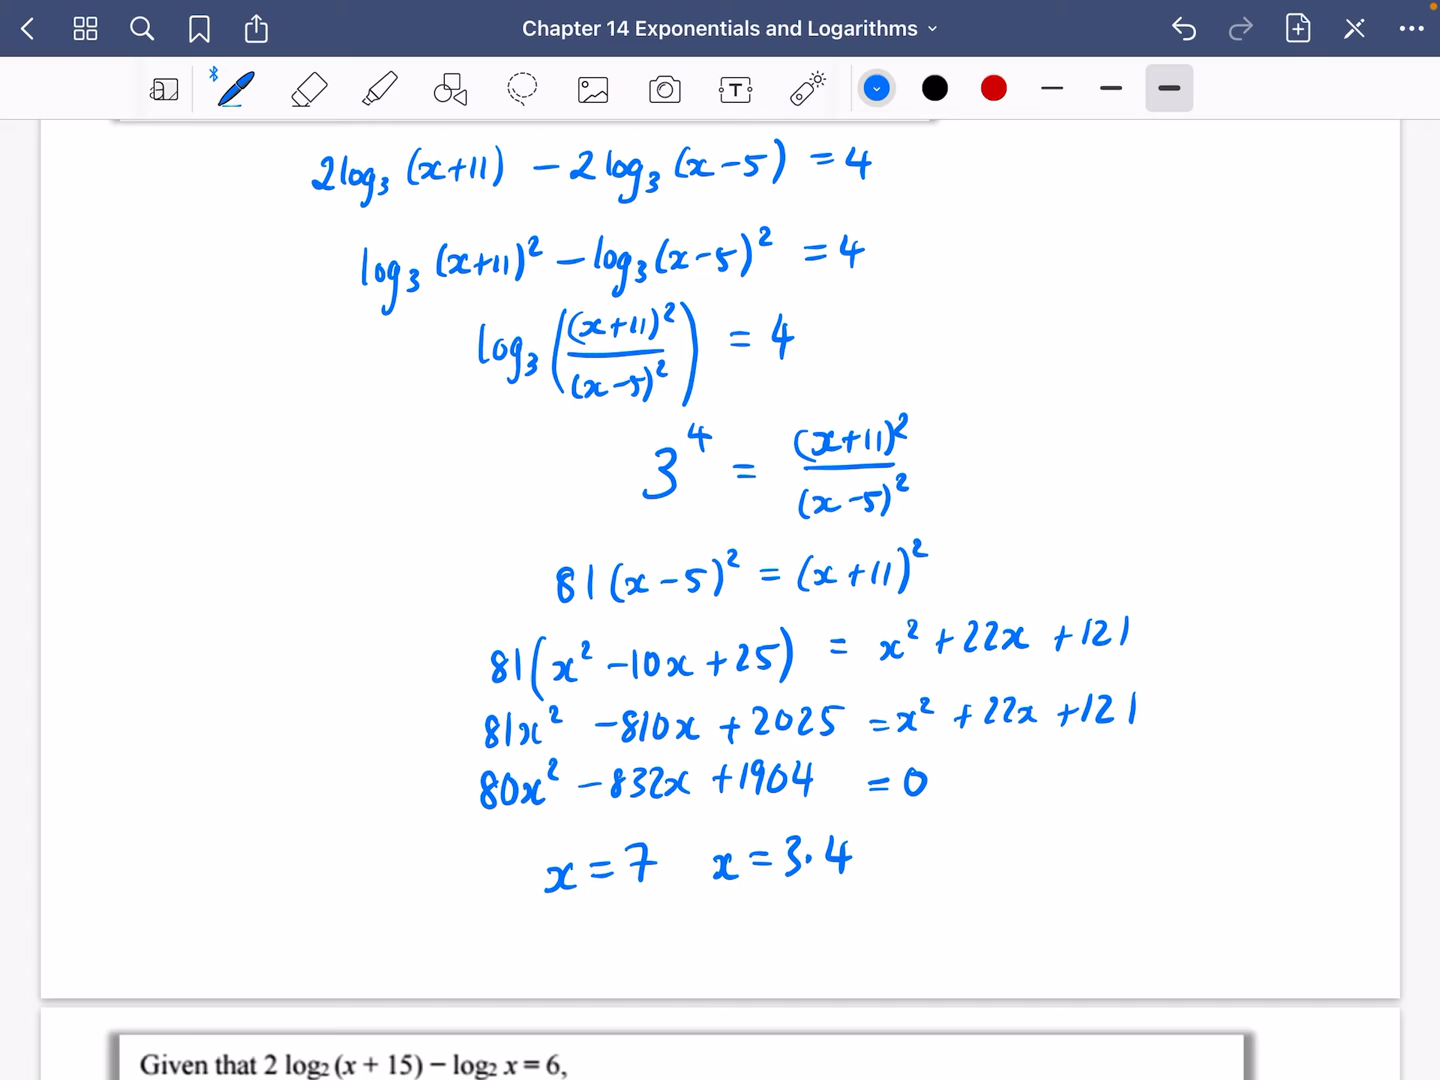 Chapter 14 Exponentials and Logarithms
T
2log₃ (x+11) − 2log₃ (x−5) = 4
log₃ (x+11)² − log₃ (x−5)² = 4
log₃ ((x+11)² / (x−5)²) = 4
3⁴ = (x+11)² / (x−5)²
81(x−5)² = (x+11)²
81(x² −10x +25) = x² +22x +121
81x² −810x +2025 = x² +22x +121
80x² −832x +1904 = 0
x = 7 x = 3.4
Given that 2 log₂ (x + 15) − log₂ x = 6,